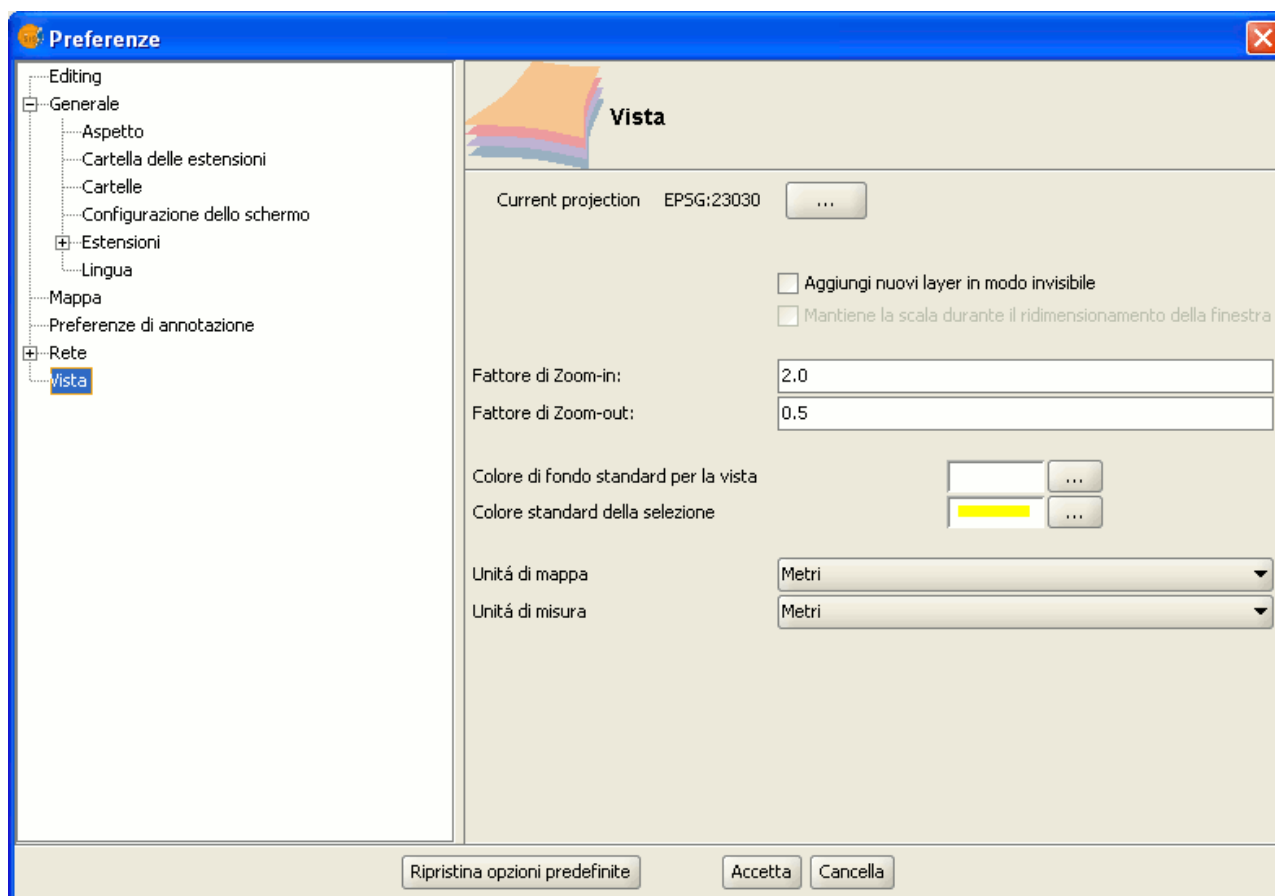 Preferenze
Editing
Generale
Aspetto
Cartella delle estensioni
Cartelle
Configurazione dello schermo
Estensioni
Lingua
Mappa
Preferenze di annotazione
Rete
Vista
Vista
Current projection EPSG:23030 ...
Aggiungi nuovi layer in modo invisibile
Mantiene la scala durante il ridimensionamento della finestra
Fattore di Zoom-in: 2.0
Fattore di Zoom-out: 0.5
Colore di fondo standard per la vista ...
Colore standard della selezione ...
Unitá di mappa Metri
Unitá di misura Metri
Ripristina opzioni predefinite Accetta Cancella